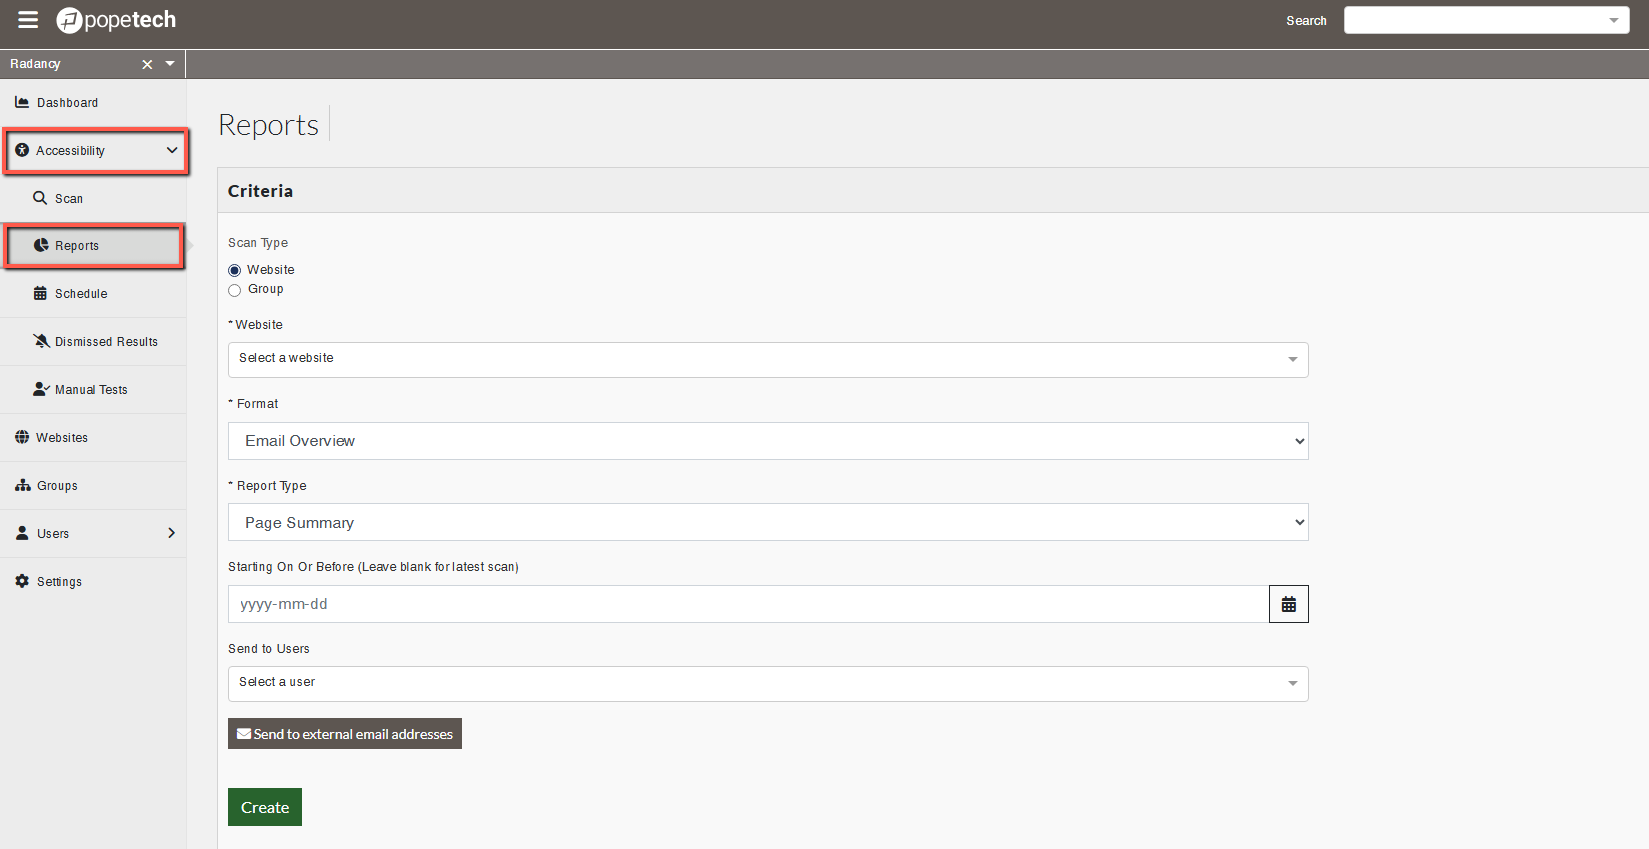 popetech
Search
Radancy
Dashboard
Accessibility
Scan
Reports
Schedule
Dismissed Results
Manual Tests
Websites
Groups
Users
Settings
Reports
Criteria
Scan Type
Website
Group
* Website
Select a website
* Format
Email Overview
* Report Type
Page Summary
Starting On Or Before (Leave blank for latest scan)
yyyy-mm-dd
Send to Users
Select a user
Send to external email addresses
Create